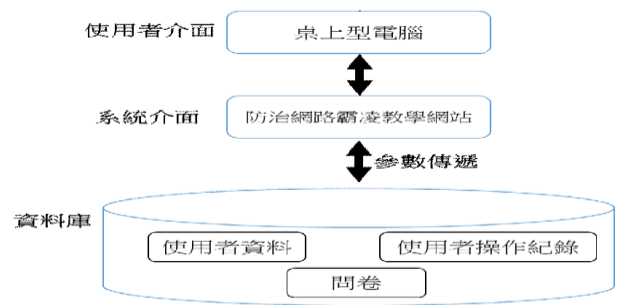 使用者介面
桌上型電腦
系統介面
防治網路霸凌教學網站
參數傳遞
資料庫
使用者資料
使用者操作紀錄
問卷